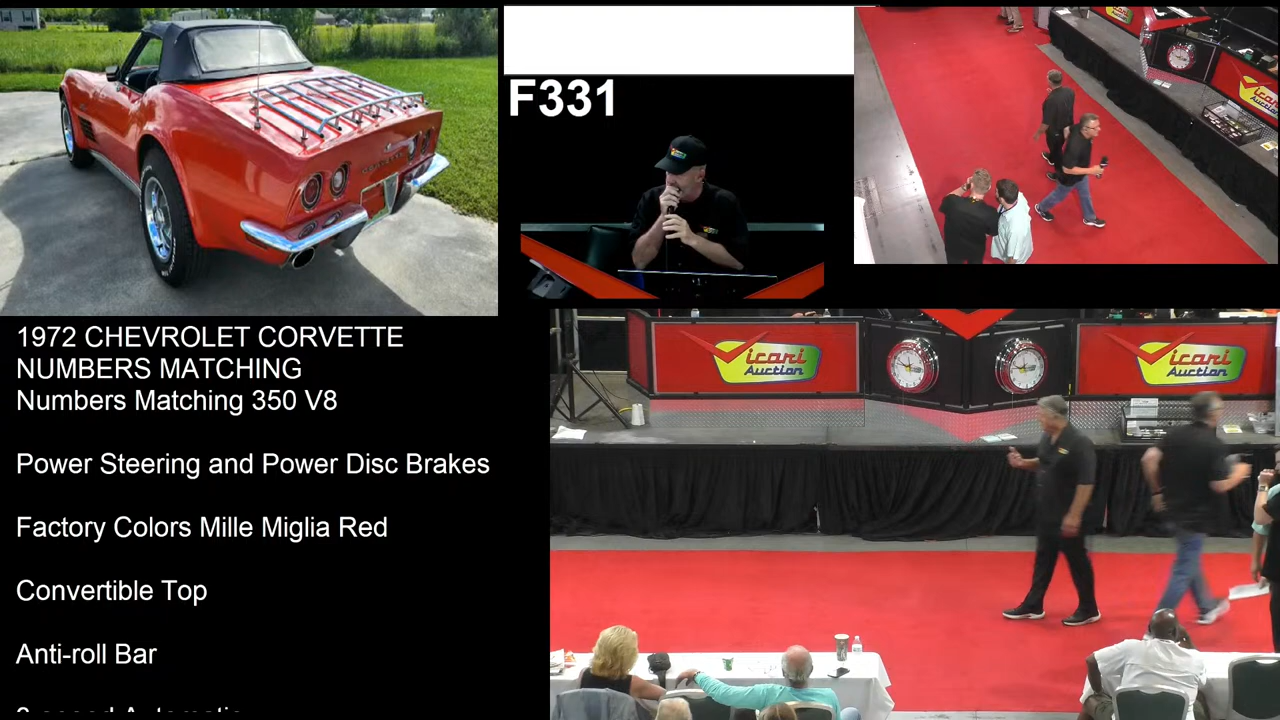 F331
1972 CHEVROLET CORVETTE
NUMBERS MATCHING
Numbers Matching 350 V8
Power Steering and Power Disc Brakes
Factory Colors Mille Miglia Red
Convertible Top
Anti-roll Bar
Vicari
Auction
Vicari
Auction